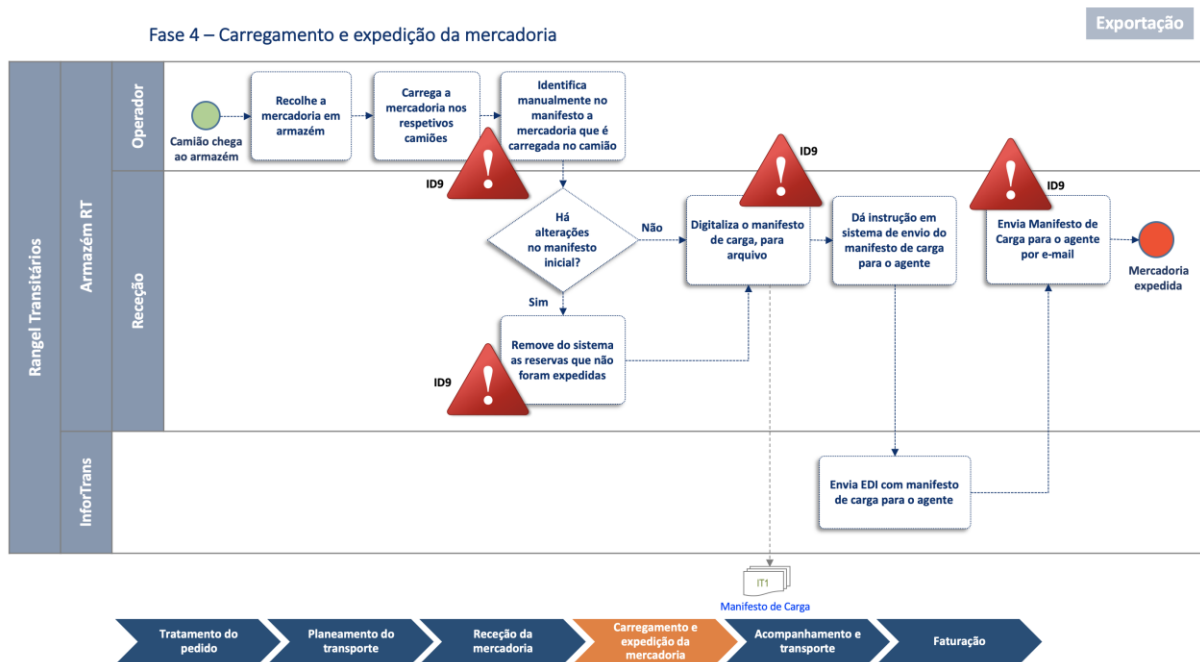 Exportação
Fase 4 – Carregamento e expedição da mercadoria
Rangel Transitários
Armazém RT
Operador
Camião chega
ao armazém
Recolhe a
mercadoria em
armazém
Carrega a
mercadoria nos
respetivos
camiões
Identifica
manualmente no
manifesto a
mercadoria que é
carregada no camião
ID9
Receção
Há
alterações
no manifesto
inicial?
Não
Sim
ID9
Remove do sistema
as reservas que não
foram expedidas
ID9
Digitaliza o manifesto
de carga, para
arquivo
Dá instrução em
sistema de envio do
manifesto de carga
para o agente
ID9
Envia Manifesto de
Carga para o agente
por e-mail
Mercadoria
expedida
InforTrans
Envia EDI com manifesto
de carga para o agente
IT1
Manifesto de Carga
Tratamento do
pedido
Planeamento do
transporte
Receção da
mercadoria
Carregamento e
expedição da
mercadoria
Acompanhamento e
transporte
Faturação